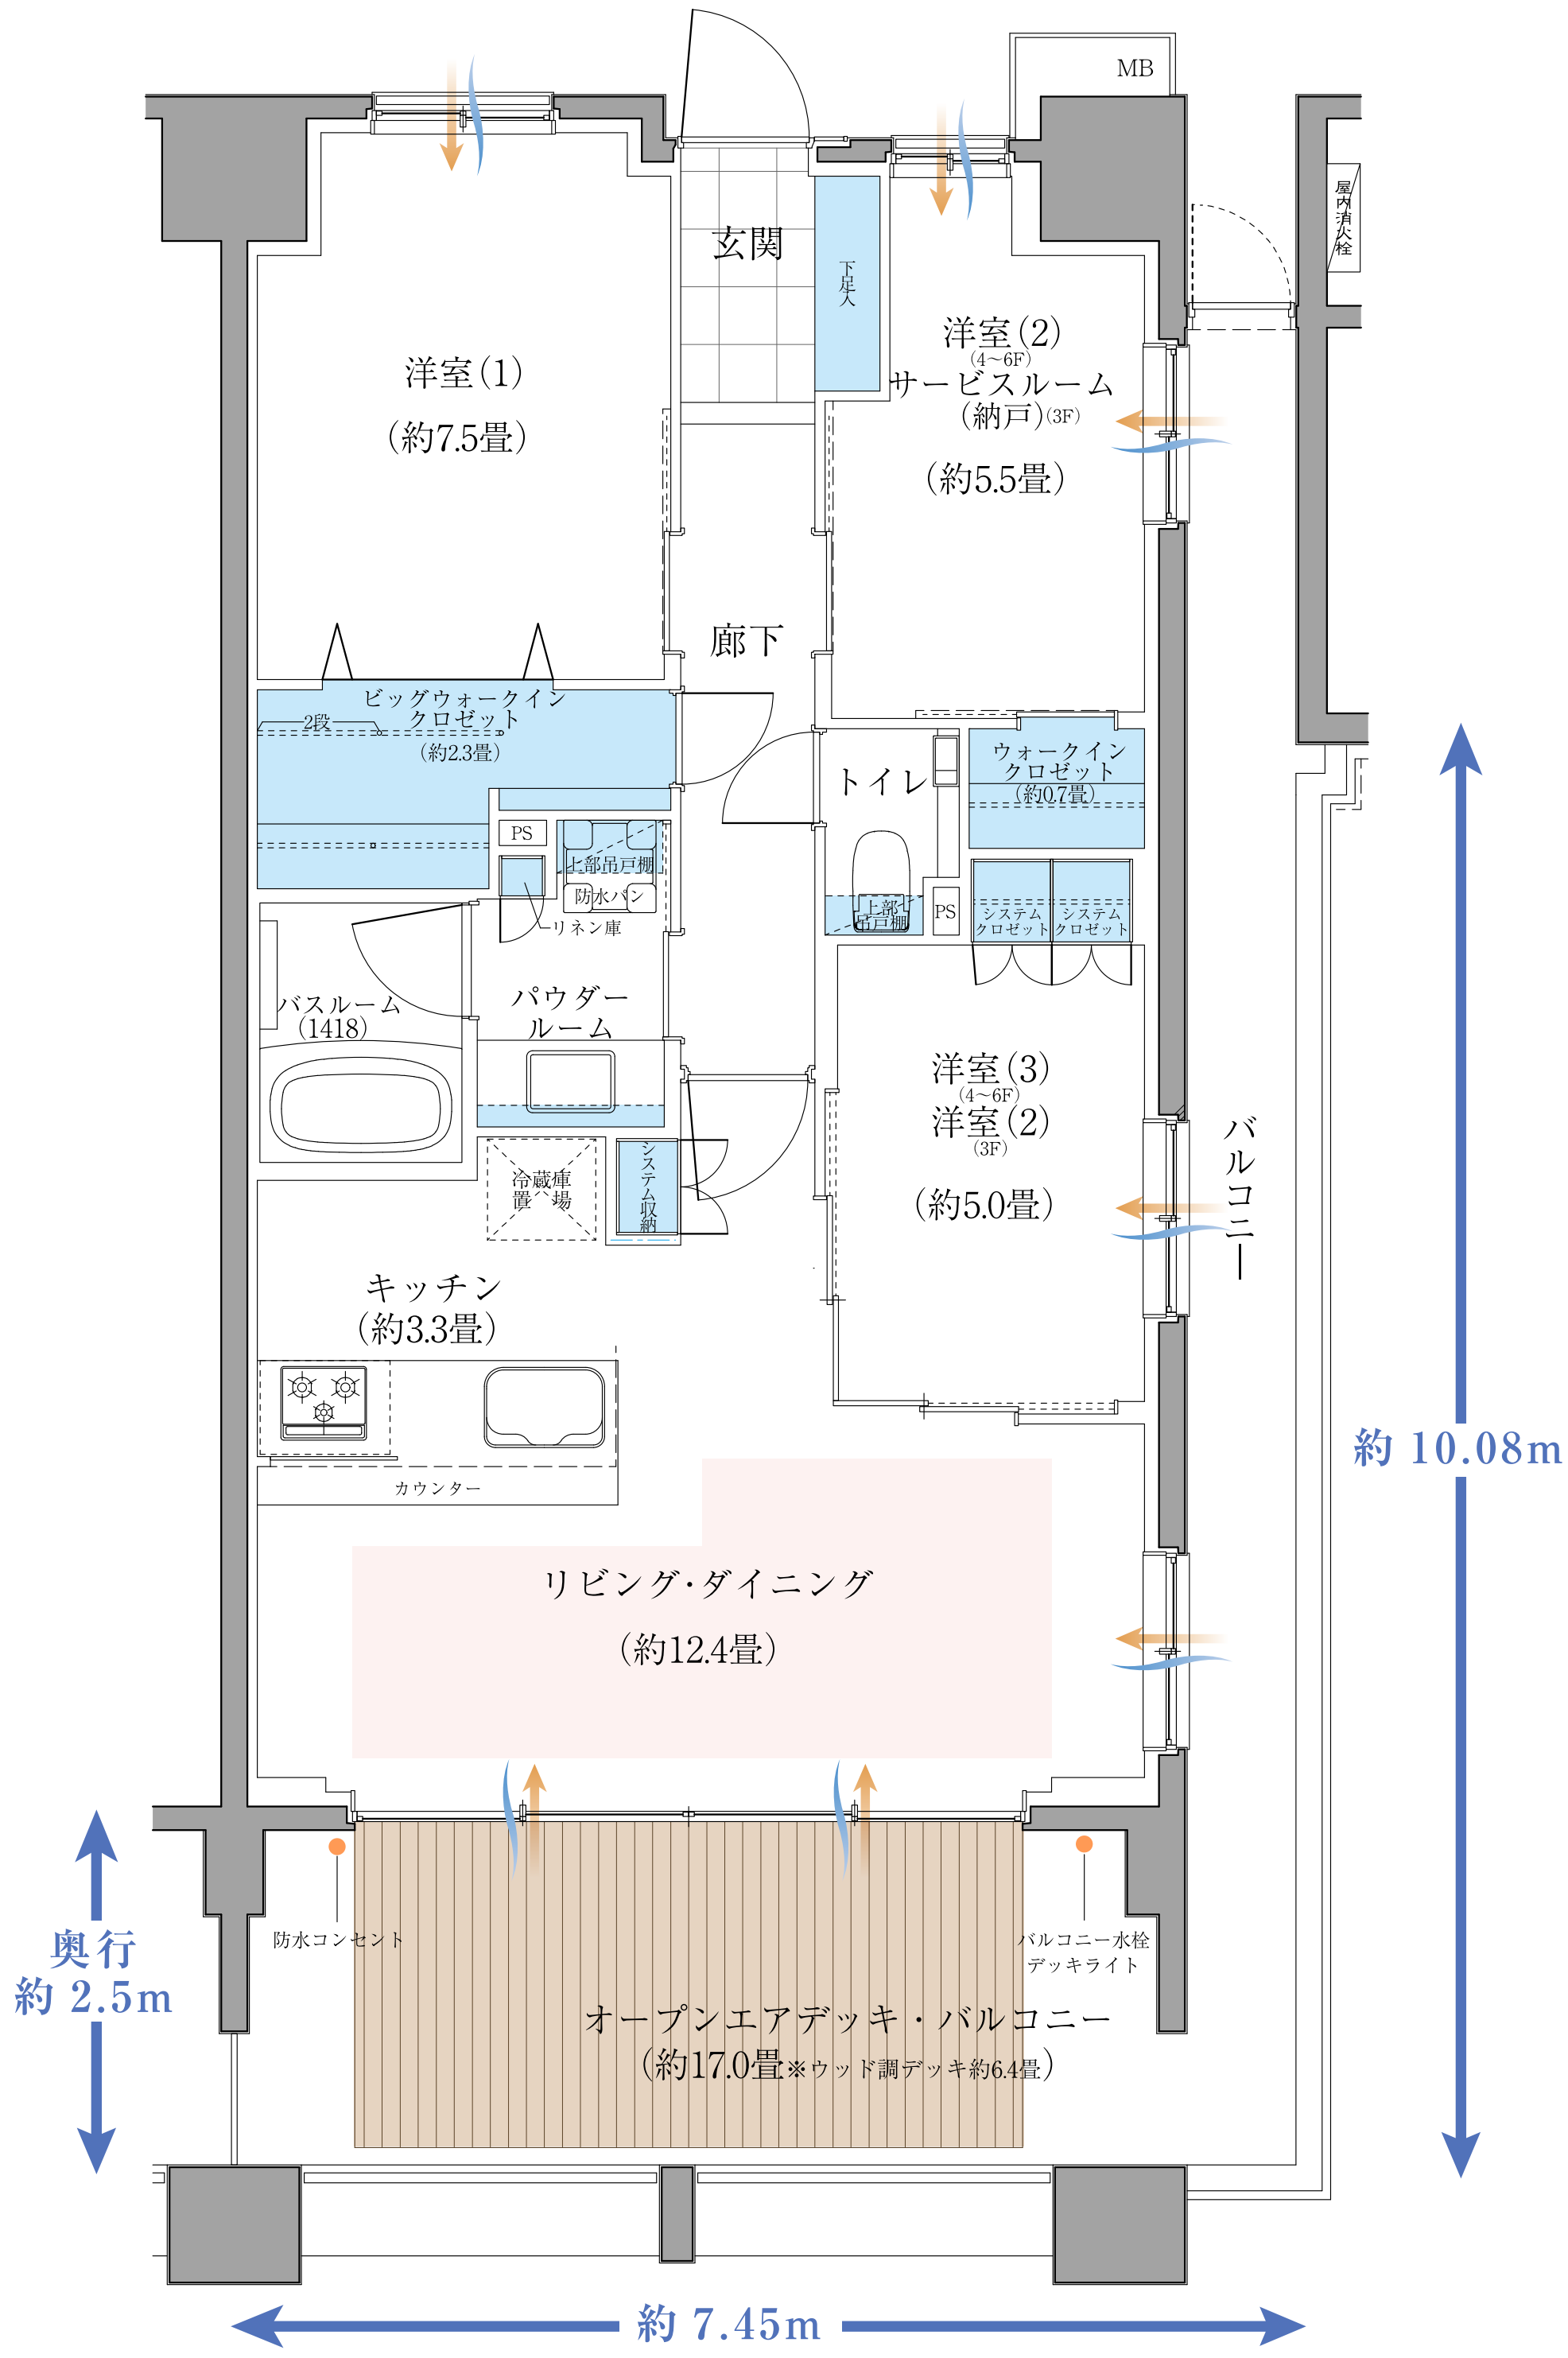 MB
屋内消火栓
玄関
下足入
洋室(1)
(約7.5畳)
洋室(2)
(4～6F)
サービスルーム
(納戸)(3F)
(約5.5畳)
廊下
ビッグウォークイン
クロゼット
2段
(約2.3畳)
トイレ
ウォークイン
クロゼット
(約0.7畳)
PS
上部吊戸棚
防水パン
リネン庫
上部
吊戸棚
PS
システム
クロゼット
システム
クロゼット
バスルーム
(1418)
パウダー
ルーム
洋室(3)
(4～6F)
洋室(2)
(3F)
(約5.0畳)
バルコニー
冷蔵庫
置場
システム収納
キッチン
(約3.3畳)
カウンター
約 10.08m
リビング・ダイニング
(約12.4畳)
防水コンセント
バルコニー水栓
デッキライト
奥行
約 2.5m
オープンエアデッキ・バルコニー
(約17.0畳※ウッド調デッキ約6.4畳)
約 7.45m